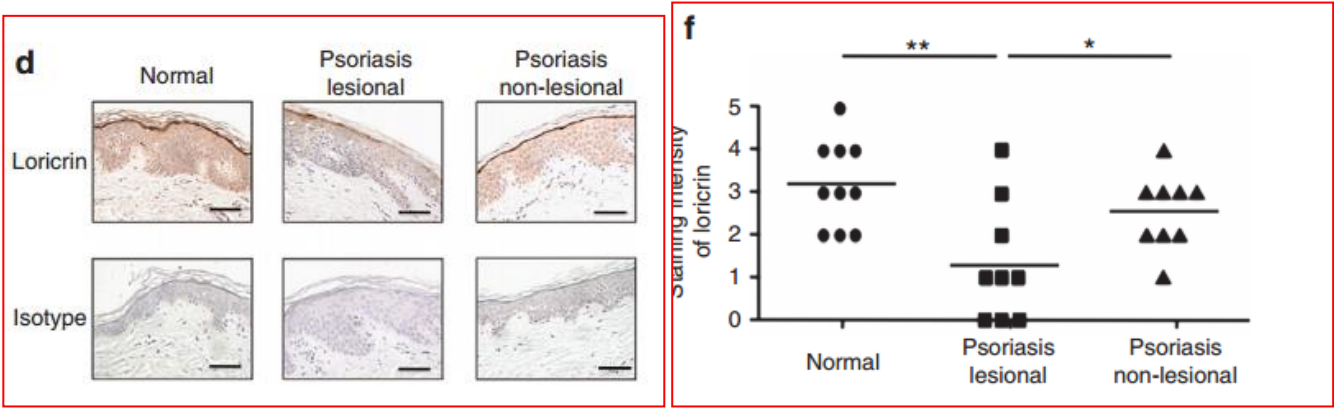 d
Normal
Psoriasis
lesional
Psoriasis
non-lesional
Loricrin
Isotype
f
**
*
Staining intensity
of loricrin
5
4
3
2
1
0
Normal
Psoriasis
lesional
Psoriasis
non-lesional